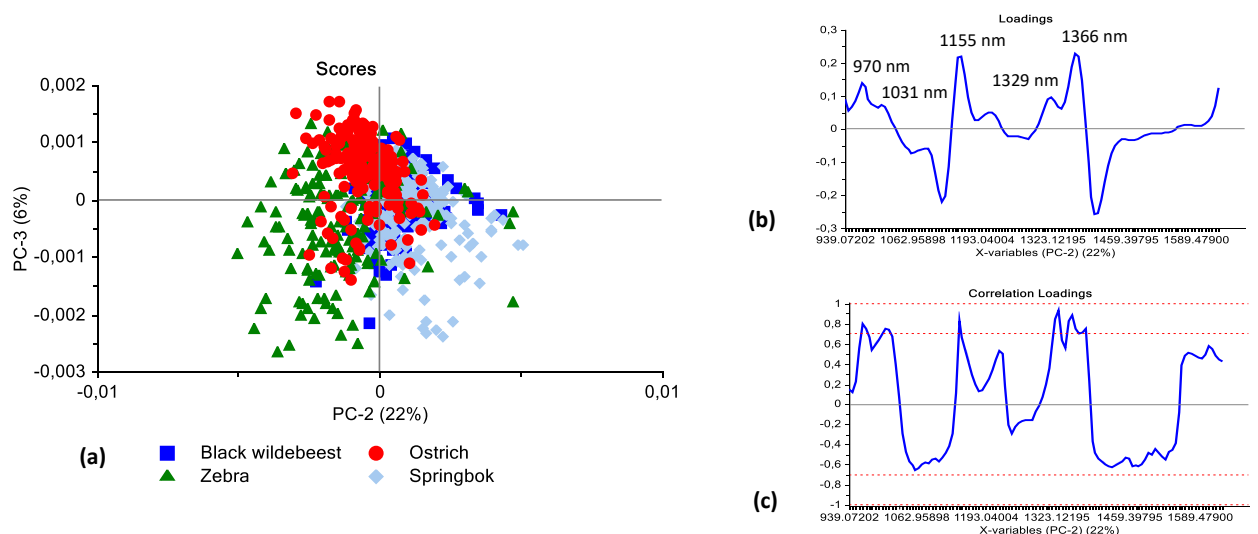 Scores
0,002
0,001
0
-0,001
-0,002
-0,003
PC-3 (6%)
-0,01
0
0,01
PC-2 (22%)
(a)
Black wildebeest
Ostrich
Zebra
Springbok
Loadings
0,3
0,2
0,1
0
-0,1
-0,2
-0,3
970 nm
1031 nm
1155 nm
1329 nm
1366 nm
(b)
939.07202 1062.95898 1193.04004 1323.12195 1459.39795 1589.47900
X-variables (PC-2) (22%)
Correlation Loadings
1
0,8
0,6
0,4
0,2
0
-0,2
-0,4
-0,6
-0,8
-1
(c)
939.07202 1062.95898 1193.04004 1323.12195 1459.39795 1589.47900
X-variables (PC-2) (22%)